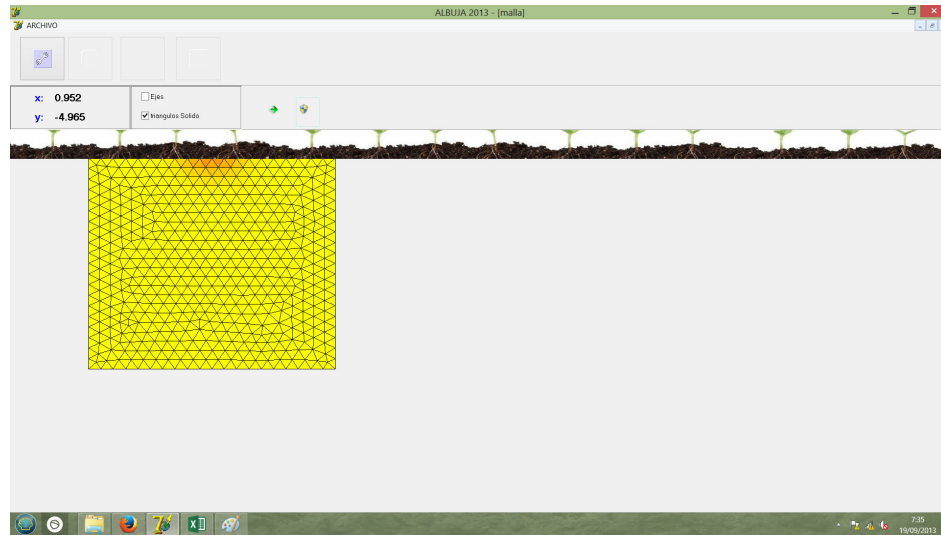 ALBUJA 2013 - [malla]
ARCHIVO
x: 0.952
Ejes
y: -4.965
triangulos Solido
7:35
19/09/2013